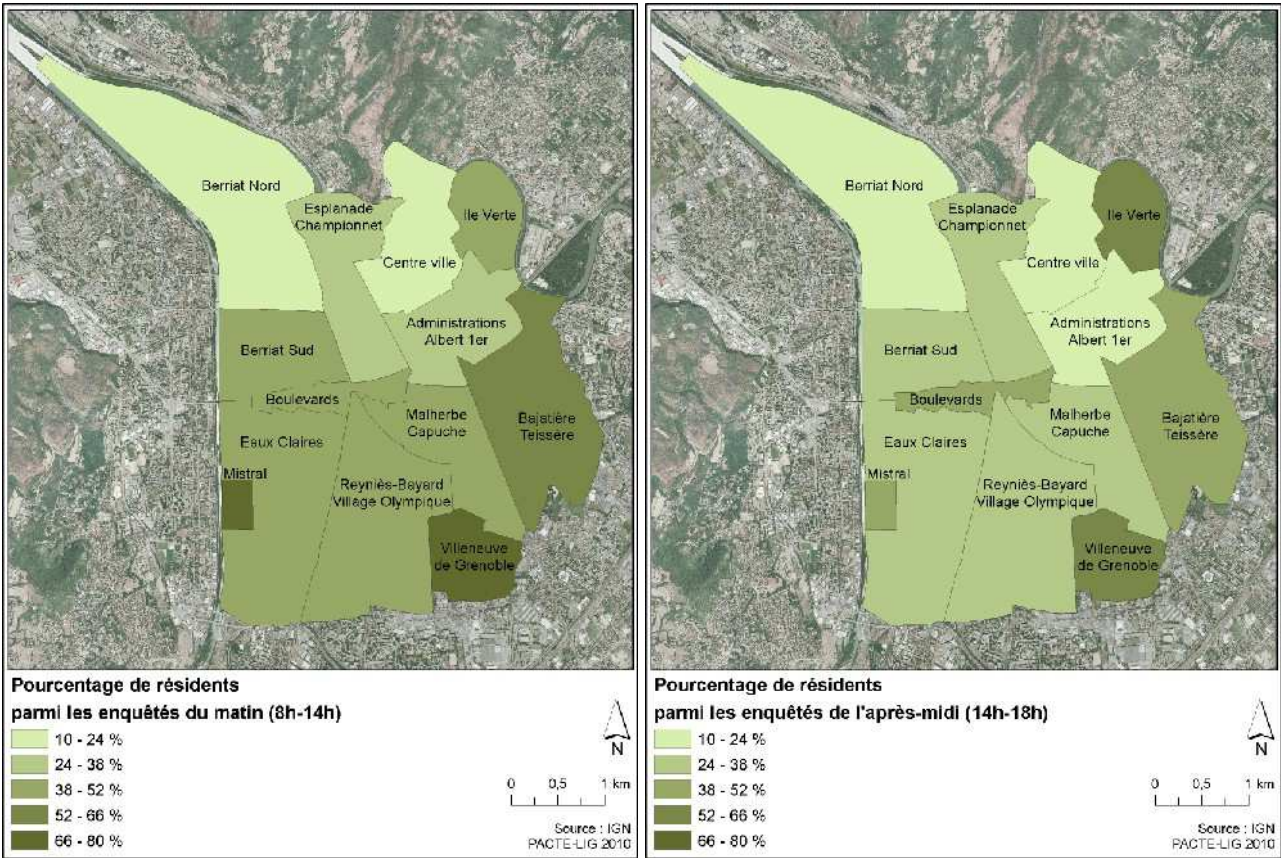 Berriat Nord
Esplanade
Championnet
Ile Verte
Centre ville
Administrations
Albert 1er
Berriat Sud
Boulevards
Malherbe
Capuche
Bajatière
Teissère
Eaux Claires
Mistral
Reyniès-Bayard
Village Olympique
Villeneuve
de Grenoble
Pourcentage de résidents
parmi les enquêtés du matin (8h-14h)
10 - 24 %
24 - 38 %
38 - 52 %
52 - 66 %
66 - 80 %
N
0 0,5 1 km
Source : IGN
PACTE-LIG 2010
Berriat Nord
Esplanade
Championnet
Ile Verte
Centre ville
Administrations
Albert 1er
Berriat Sud
Boulevards
Malherbe
Capuche
Bajatière
Teissère
Eaux Claires
Mistral
Reyniès-Bayard
Village Olympique
Villeneuve
de Grenoble
Pourcentage de résidents
parmi les enquêtés de l'après-midi (14h-18h)
10 - 24 %
24 - 38 %
38 - 52 %
52 - 66 %
66 - 80 %
N
0 0,5 1 km
Source : IGN
PACTE-LIG 2010